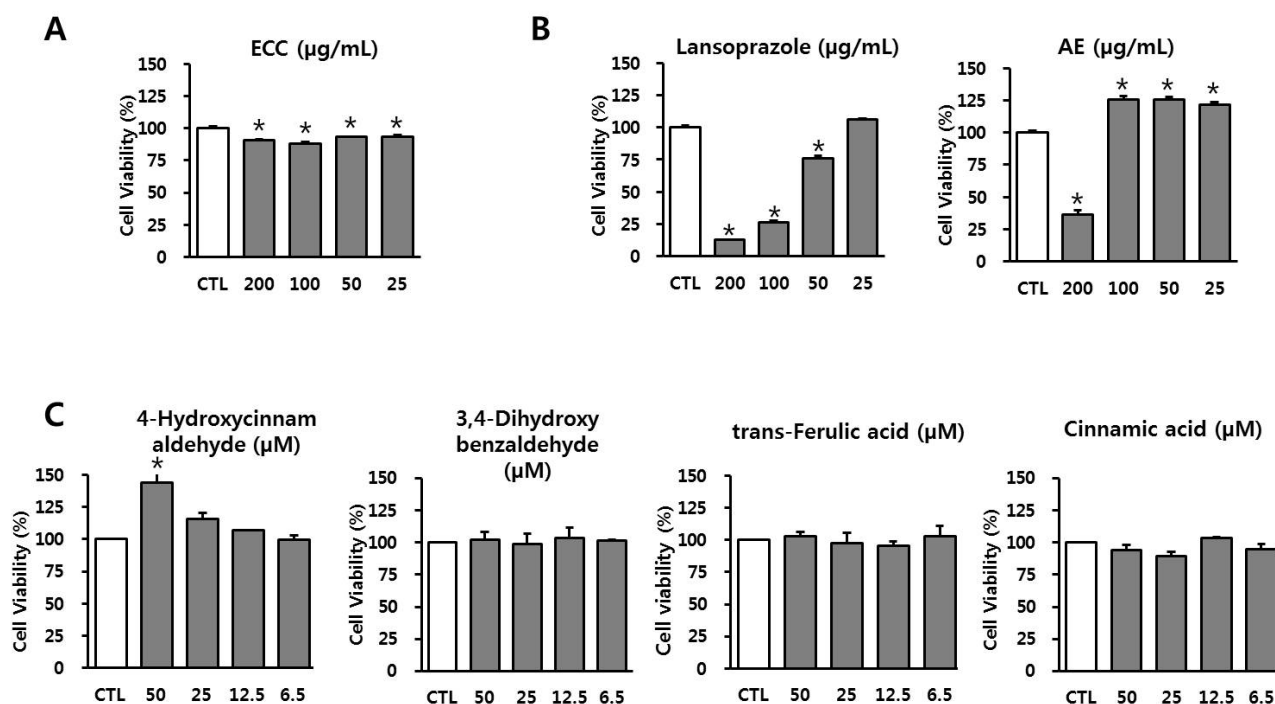 A
ECC (µg/mL)
Cell Viability (%)
150
125
100
75
50
25
0
* * * *
CTL 200 100 50 25
B
Lansoprazole (µg/mL)
Cell Viability (%)
150
125
100
75
50
25
0
* * *
CTL 200 100 50 25
AE
(µg/mL)
Cell Viability (%)
150
125
100
75
50
25
0
* * * *
CTL 200 100 50 25
C
4-Hydroxycinnam
aldehyde (µM)
Cell Viability (%)
150
125
100
75
50
25
0
*
CTL 50 25 12.5 6.5
3,4-Dihydroxy
benzaldehyde
(µM)
Cell Viability (%)
150
125
100
75
50
25
0
CTL 50 25 12.5 6.5
trans-Ferulic acid (µM)
Cell viability (%)
150
125
100
75
50
25
0
CTL 50 25 12.5 6.5
Cinnamic acid (µM)
Cell Viability (%)
150
125
100
75
50
25
0
CTL 50 25 12.5 6.5